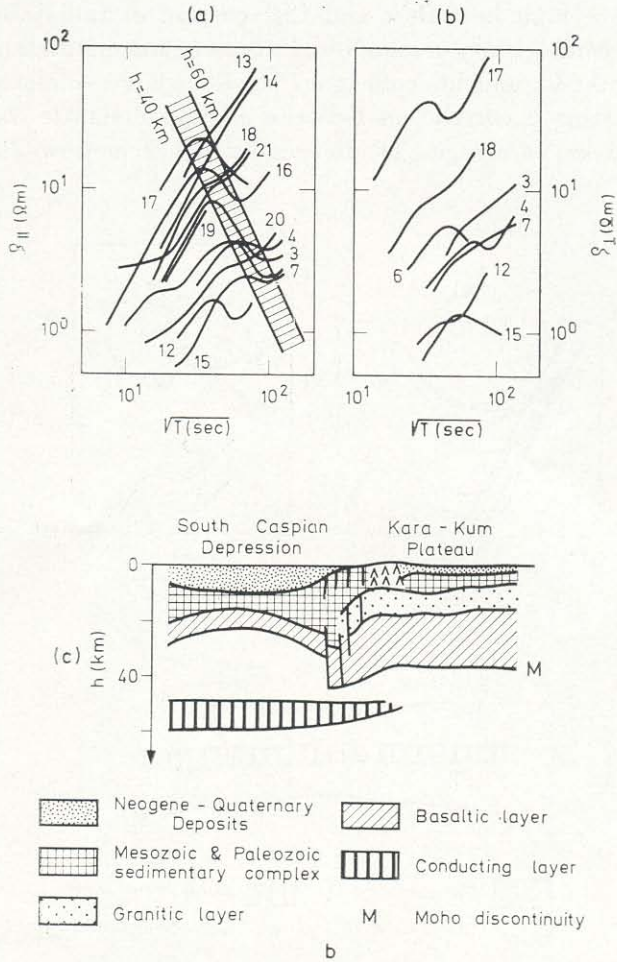 (a)
(b)
10²
10¹
10⁰
ρ|| (Ωm)
h=40 km
h=60 km
13
14
18
21
16
17
19
20
4
3
7
12
15
10¹
10²
√T(sec)
17
18
3
4
7
6
12
15
10²
10¹
10⁰
10¹
10²
√T(sec)
South Caspian
Depression
Kara-Kum
Plateau
0
40
h (km)
(c)
M
Neogene - Quaternary
Deposits
Mesozoic & Paleozoic
sedimentary complex
Granitic layer
Basaltic layer
Conducting layer
M Moho discontinuity
b